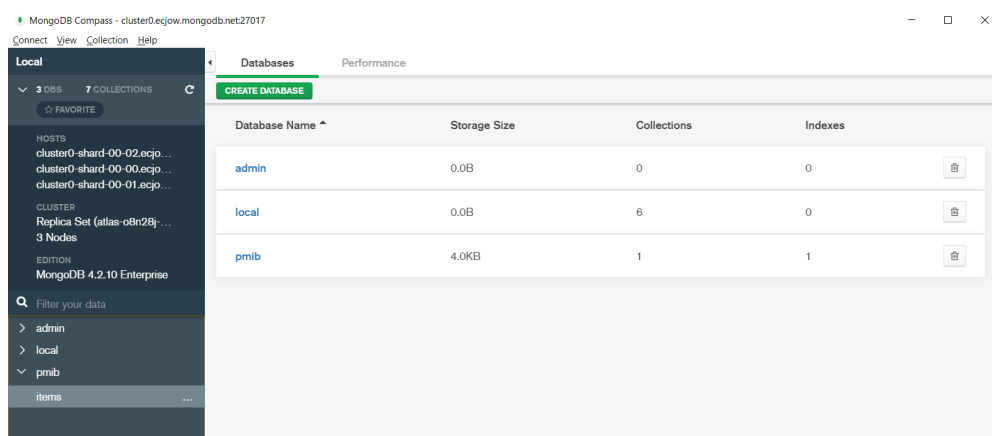 MongoDB Compass - cluster0.ecjow.mongodb.net:27017
Connect View Collection Help
Local
3 DBS 7 COLLECTIONS
☆ FAVORITE
HOSTS
cluster0-shard-00-02.ecjo...
cluster0-shard-00-00.ecjo...
cluster0-shard-00-01.ecjo...
CLUSTER
Replica Set (atlas-o8n28j-...
3 Nodes
EDITION
MongoDB 4.2.10 Enterprise
Filter your data
admin
local
pmib
items ...
Databases Performance
CREATE DATABASE
Database Name Storage Size Collections Indexes
admin 0.0B 0 0
local 0.0B 6 0
pmib 4.0KB 1 1